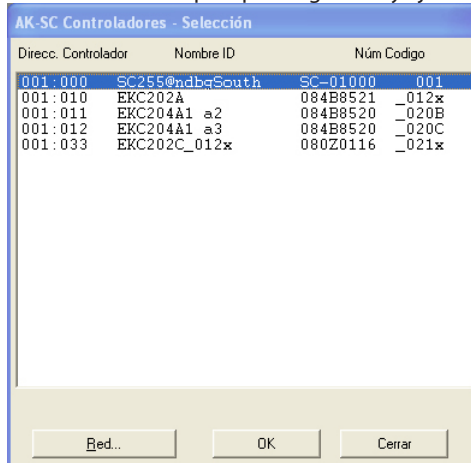 AK-SC Controladores - Selección
Direcc. Controlador Nombre ID Núm Codigo
001:000 SC255@ndbgSouth SC-01000 001
001:010 EKC202A 084B8521 _012x
001:011 EKC204A1 a2 084B8520 _020B
001:012 EKC204A1 a3 084B8520 _020C
001:033 EKC202C_012x 080Z0116 _021x
Red... OK Cerrar